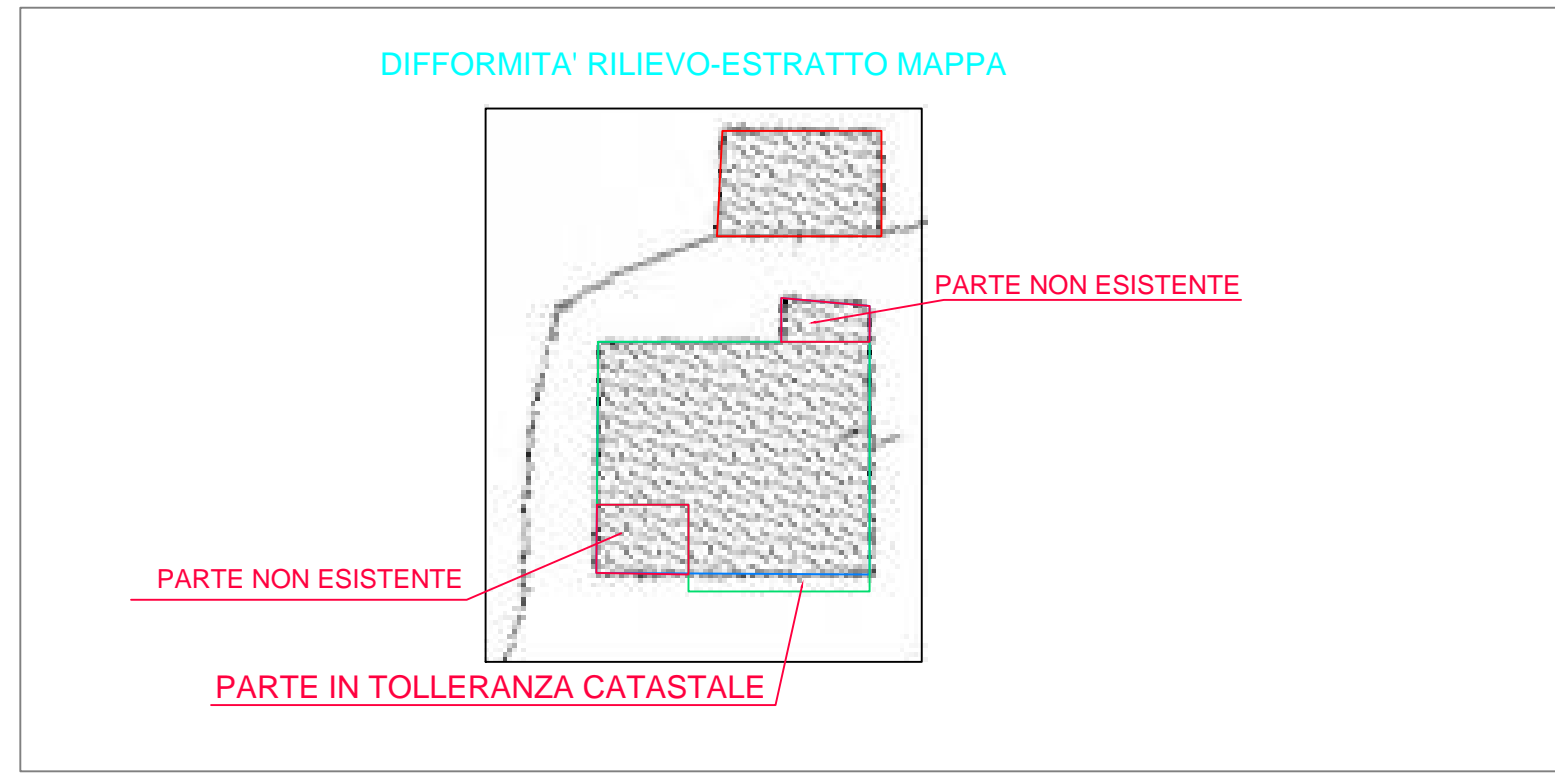 DIFFORMITA' RILIEVO-ESTRATTO MAPPA
PARTE NON ESISTENTE
PARTE NON ESISTENTE
PARTE IN TOLLERANZA CATASTALE